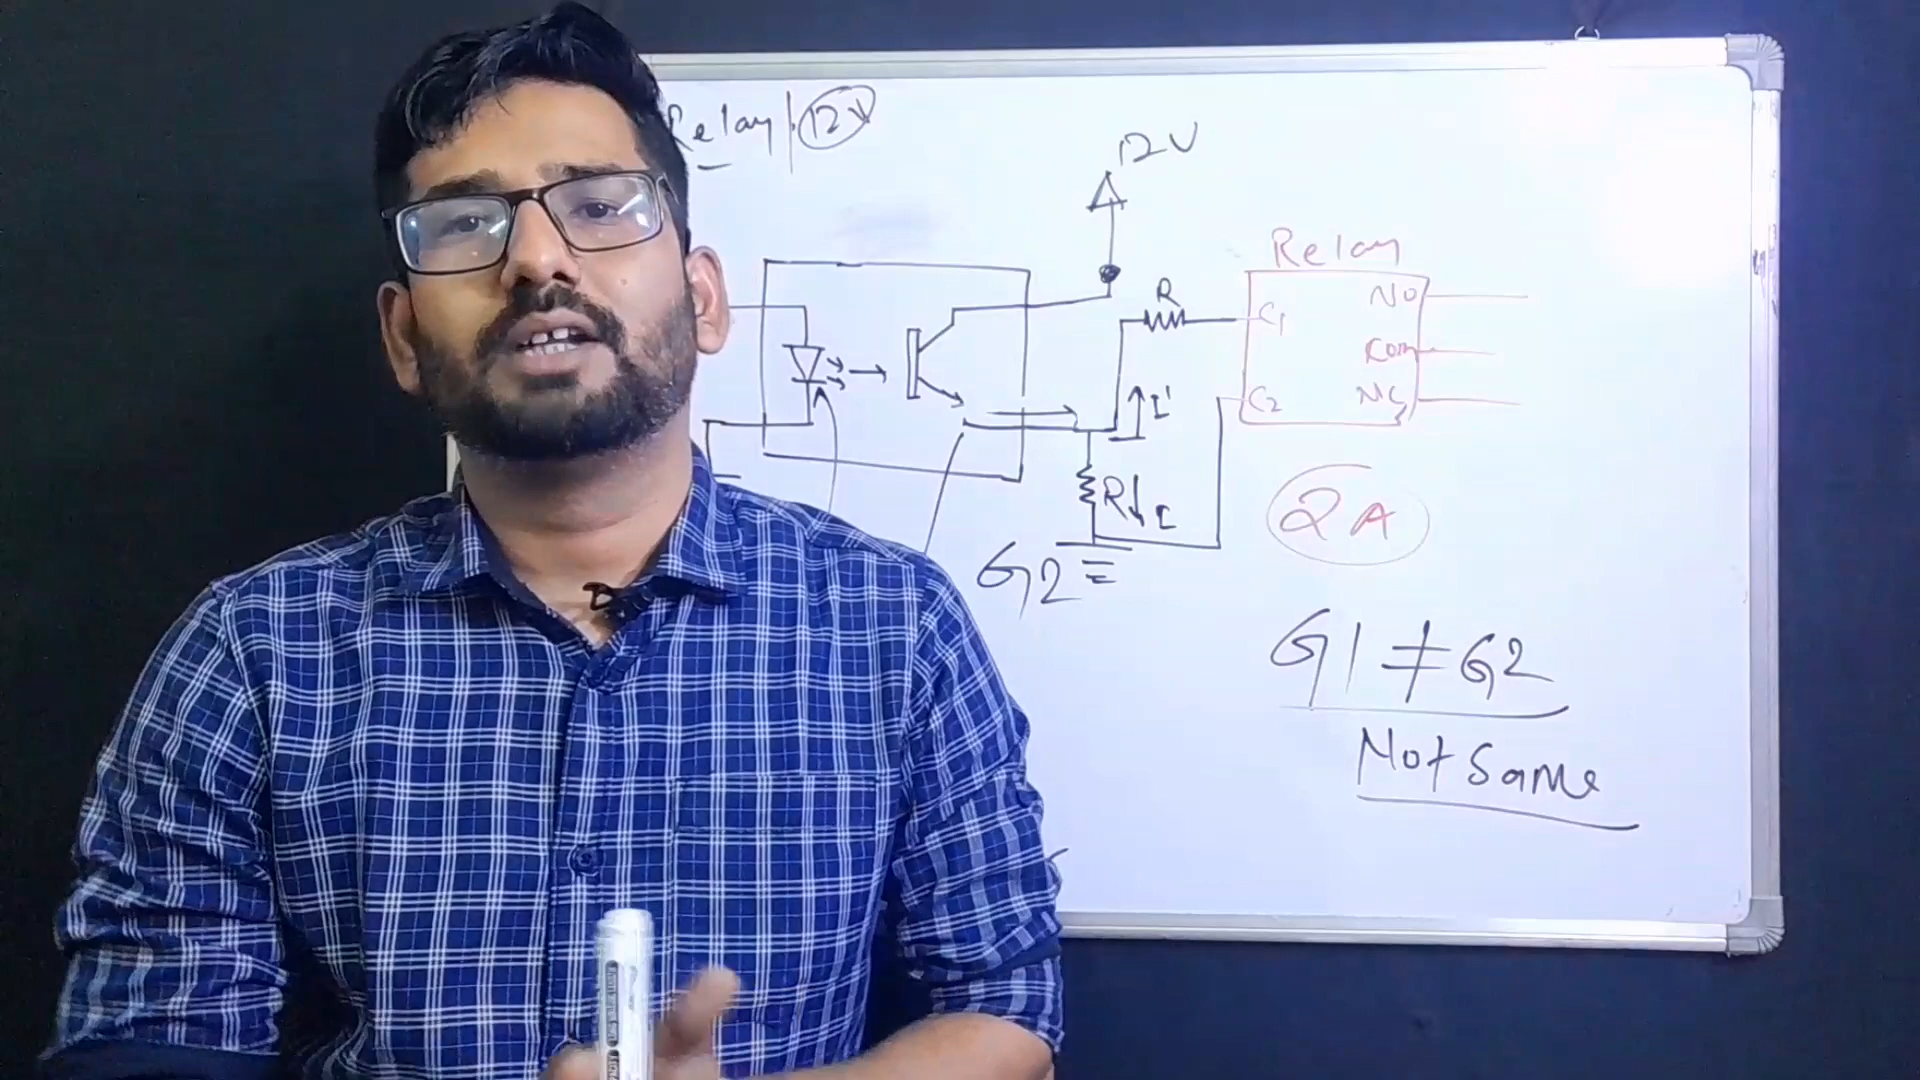 Relay | 12V
12V
Relay
R
C1
NO
Com
C2
NC
I'
R
I
2A
G2
G1 ≠ G2
Not Same